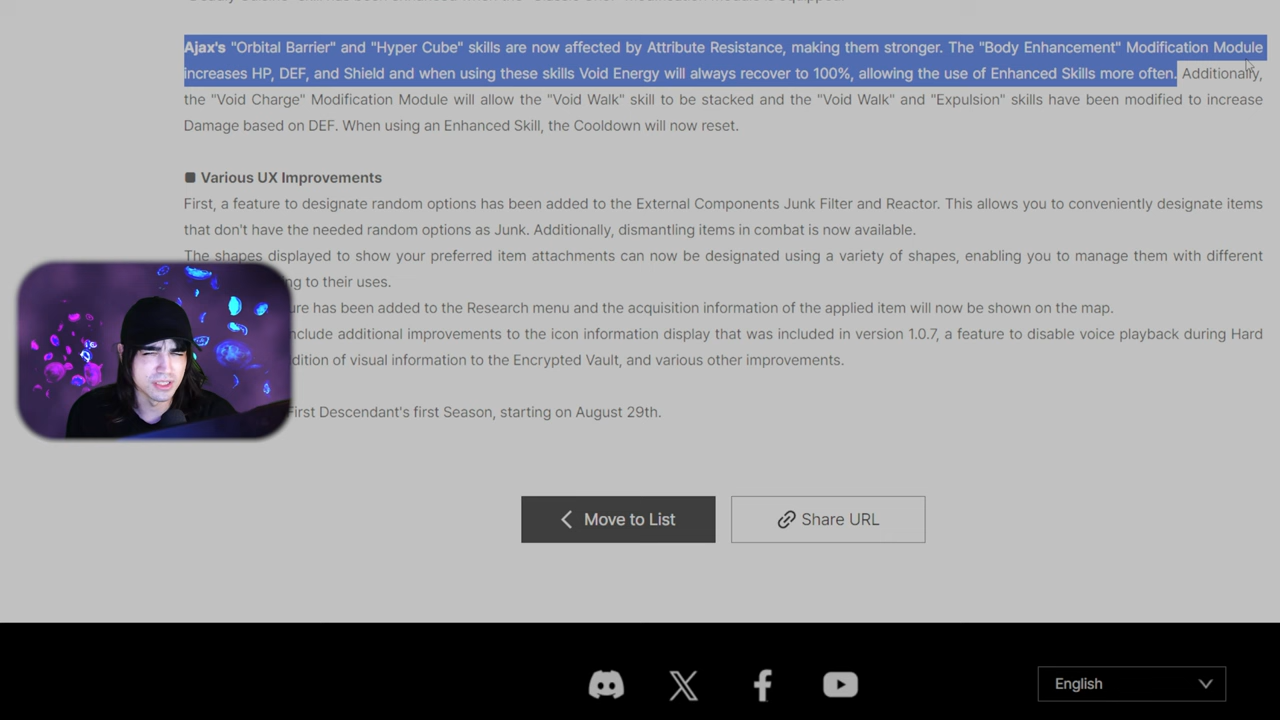 Ajax's "Orbital Barrier" and "Hyper Cube" skills are now affected by Attribute Resistance, making them stronger. The "Body Enhancement" Modification Module
increases HP, DEF, and Shield and when using these skills Void Energy will always recover to 100%, allowing the use of Enhanced Skills more often. Additionally,
the "Void Charge" Modification Module will allow the "Void Walk" skill to be stacked and the "Void Walk" and "Expulsion" skills have been modified to increase
Damage based on DEF. When using an Enhanced Skill, the Cooldown will now reset.
■ Various UX Improvements
First, a feature to designate random options has been added to the External Components Junk Filter and Reactor. This allows you to conveniently designate items
that don't have the needed random options as Junk. Additionally, dismantling items in combat is now available.
The shapes displayed to show your preferred item attachments can now be designated using a variety of shapes, enabling you to manage them with different
to their uses.
has been added to the Research menu and the acquisition information of the applied item will now be shown on the map.
include additional improvements to the icon information display that was included in version 1.0.7, a feature to disable voice playback during Hard
of visual information to the Encrypted Vault, and various other improvements.
First Descendant's first Season, starting on August 29th.
Move to List
Share URL
English